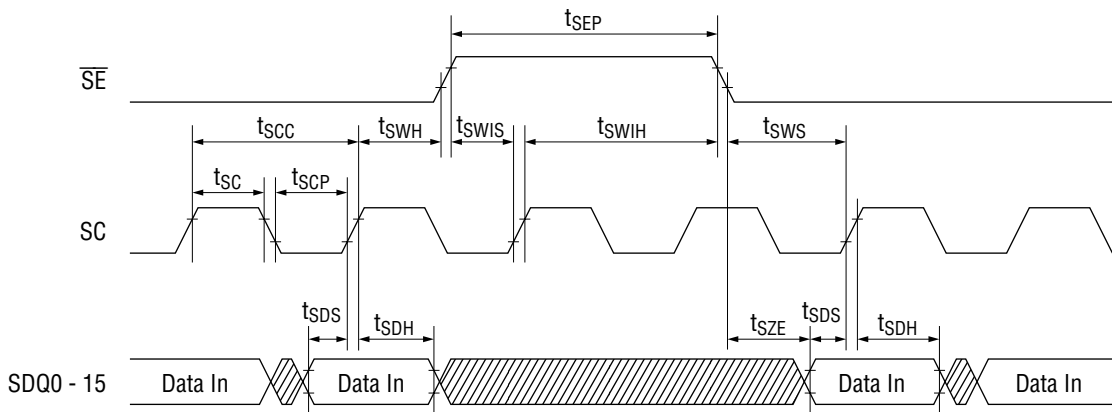 tSEP
SE
tSCC tSWH tSWIS tSWIH tSWS
tSC tSCP
SC
tSDS tSDH tSZE tSDS tSDH
SDQ0 - 15 Data In Data In Data In Data In